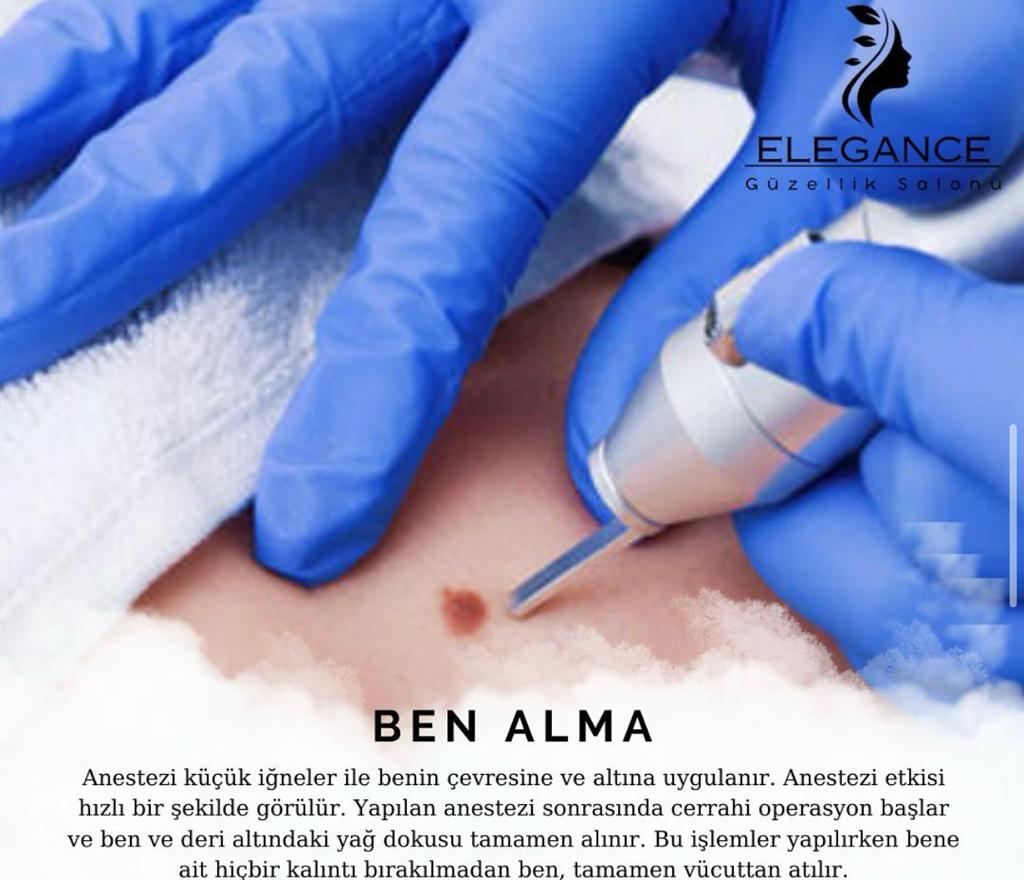 ELEGANCE
Güzellik Salonu
BEN ALMA
Anestezi küçük iğneler ile benin çevresine ve altına uygulanır. Anestezi etkisi
hızlı bir şekilde görülür. Yapılan anestezi sonrasında cerrahi operasyon başlar
ve ben ve deri altındaki yağ dokusu tamamen alınır. Bu işlemler yapılırken bene
ait hiçbir kalıntı bırakılmadan ben, tamamen vücuttan atılır.